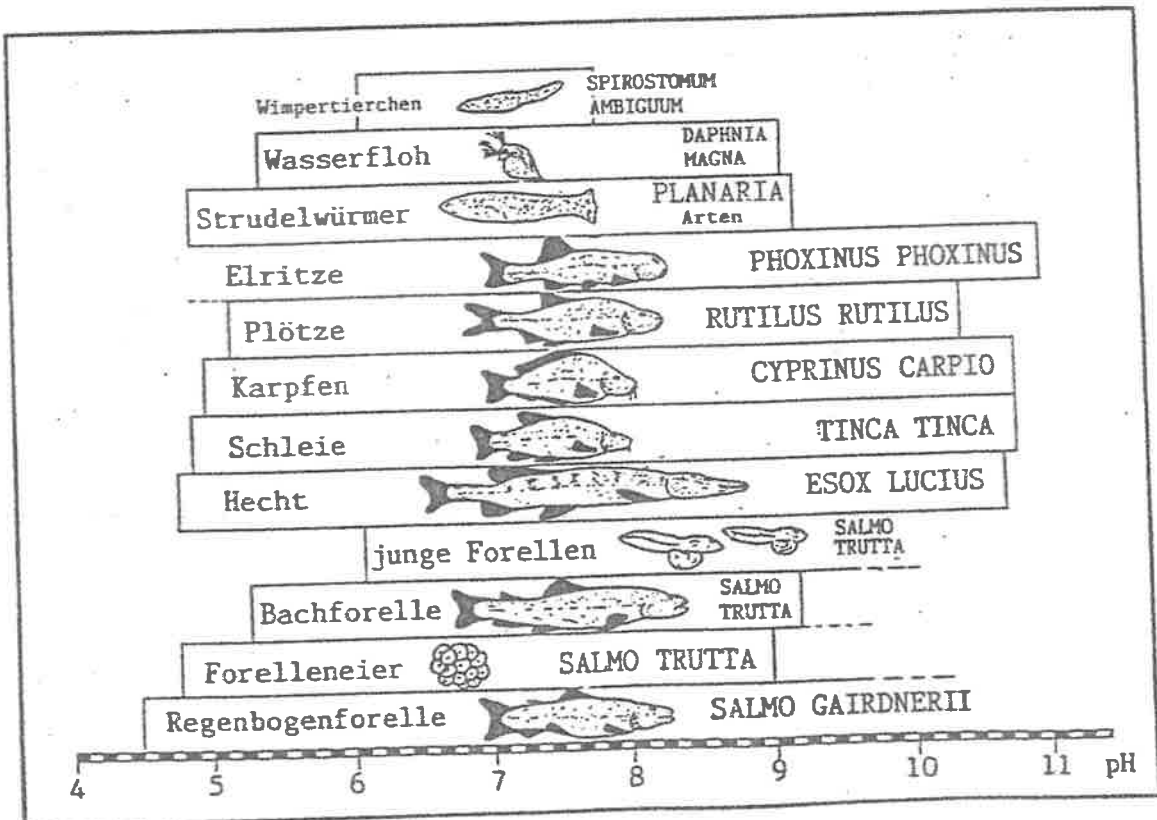 Wimpertierchen SPIROSTOMUM
AMBIGUUM
Wasserfloh DAPHNIA
MAGNA
Strudelwürmer PLANARIA
Arten
Elritze PHOXINUS PHOXINUS
Plötze RUTILUS RUTILUS
Karpfen CYPRINUS CARPIO
Schleie TINCA TINCA
Hecht ESOX LUCIUS
junge Forellen SALMO
TRUTTA
Bachforelle SALMO
TRUTTA
Forelleneier SALMO TRUTTA
Regenbogenforelle SALMO GAIRDNERII
4 5 6 7 8 9 10 11 pH